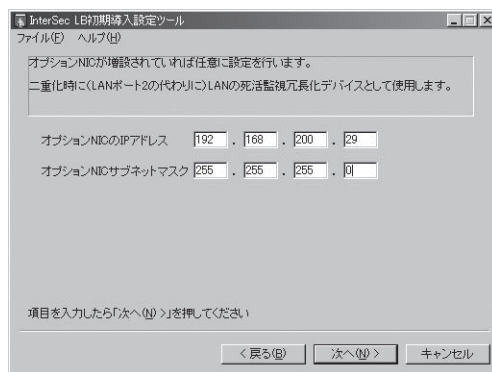 InterSec LB初期導入設定ツール
ファイル(F) ヘルプ(H)
オプションNICが増設されていれば任意に設定を行います。
二重化時に(LANポート2の代わりに)LANの死活監視冗長化デバイスとして使用します。
オプションNICのIPアドレス 192 . 168 . 200 . 29
オプションNICサブネットマスク 255 . 255 . 255 . 0
項目を入力したら「次へ(N) >」を押してください
< 戻る(B) 次へ(N) > キャンセル